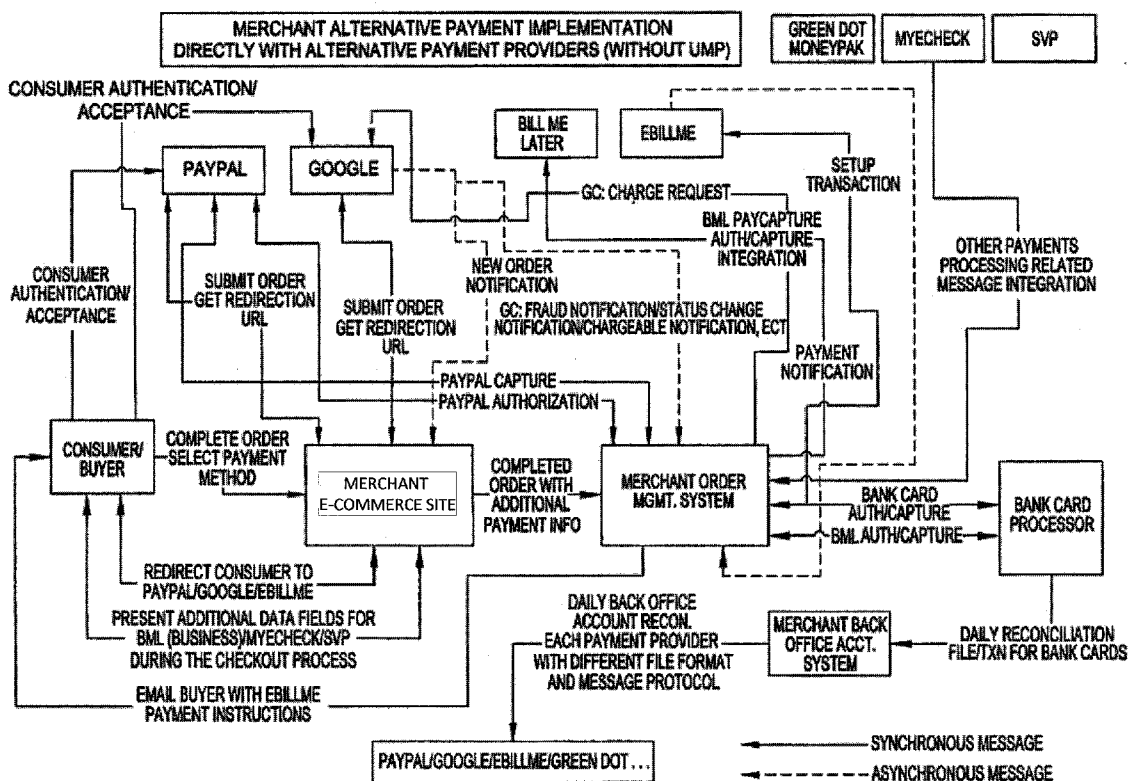 MERCHANT ALTERNATIVE PAYMENT IMPLEMENTATION
DIRECTLY WITH ALTERNATIVE PAYMENT PROVIDERS (WITHOUT UMP)
GREEN DOT
MONEYPAK
MYECHECK
SVP
CONSUMER AUTHENTICATION/
ACCEPTANCE
PAYPAL
GOOGLE
BILL ME
LATER
EBILLME
SETUP
TRANSACTION
GC: CHARGE REQUEST
BML PAYCAPTURE
AUTH/CAPTURE
INTEGRATION
OTHER PAYMENTS
PROCESSING RELATED
MESSAGE INTEGRATION
CONSUMER
AUTHENTICATION/
ACCEPTANCE
SUBMIT ORDER
GET REDIRECTION
URL
SUBMIT ORDER
GET REDIRECTION
URL
NEW ORDER
NOTIFICATION
GC: FRAUD NOTIFICATION/STATUS CHANGE
NOTIFICATION/CHARGEABLE NOTIFICATION, ECT
PAYMENT
NOTIFICATION
PAYPAL CAPTURE
PAYPAL AUTHORIZATION
CONSUMER/
BUYER
COMPLETE ORDER
SELECT PAYMENT
METHOD
MERCHANT
E-COMMERCE SITE
COMPLETED
ORDER WITH
ADDITIONAL
PAYMENT INFO
MERCHANT ORDER
MGMT. SYSTEM
BANK CARD
AUTH/CAPTURE
BML AUTH/CAPTURE
BANK CARD
PROCESSOR
REDIRECT CONSUMER TO
PAYPAL/GOOGLE/EBILLME
PRESENT ADDITIONAL DATA FIELDS FOR
BML (BUSINESS)/MYECHECK/SVP
DURING THE CHECKOUT PROCESS
EMAIL BUYER WITH EBILLME
PAYMENT INSTRUCTIONS
DAILY BACK OFFICE
ACCOUNT RECON.
EACH PAYMENT PROVIDER
WITH DIFFERENT FILE FORMAT
AND MESSAGE PROTOCOL
MERCHANT BACK
OFFICE ACCT.
SYSTEM
DAILY RECONCILIATION
FILE/TXN FOR BANK CARDS
PAYPAL/GOOGLE/EBILLME/GREEN DOT...
SYNCHRONOUS MESSAGE
ASYNCHRONOUS MESSAGE